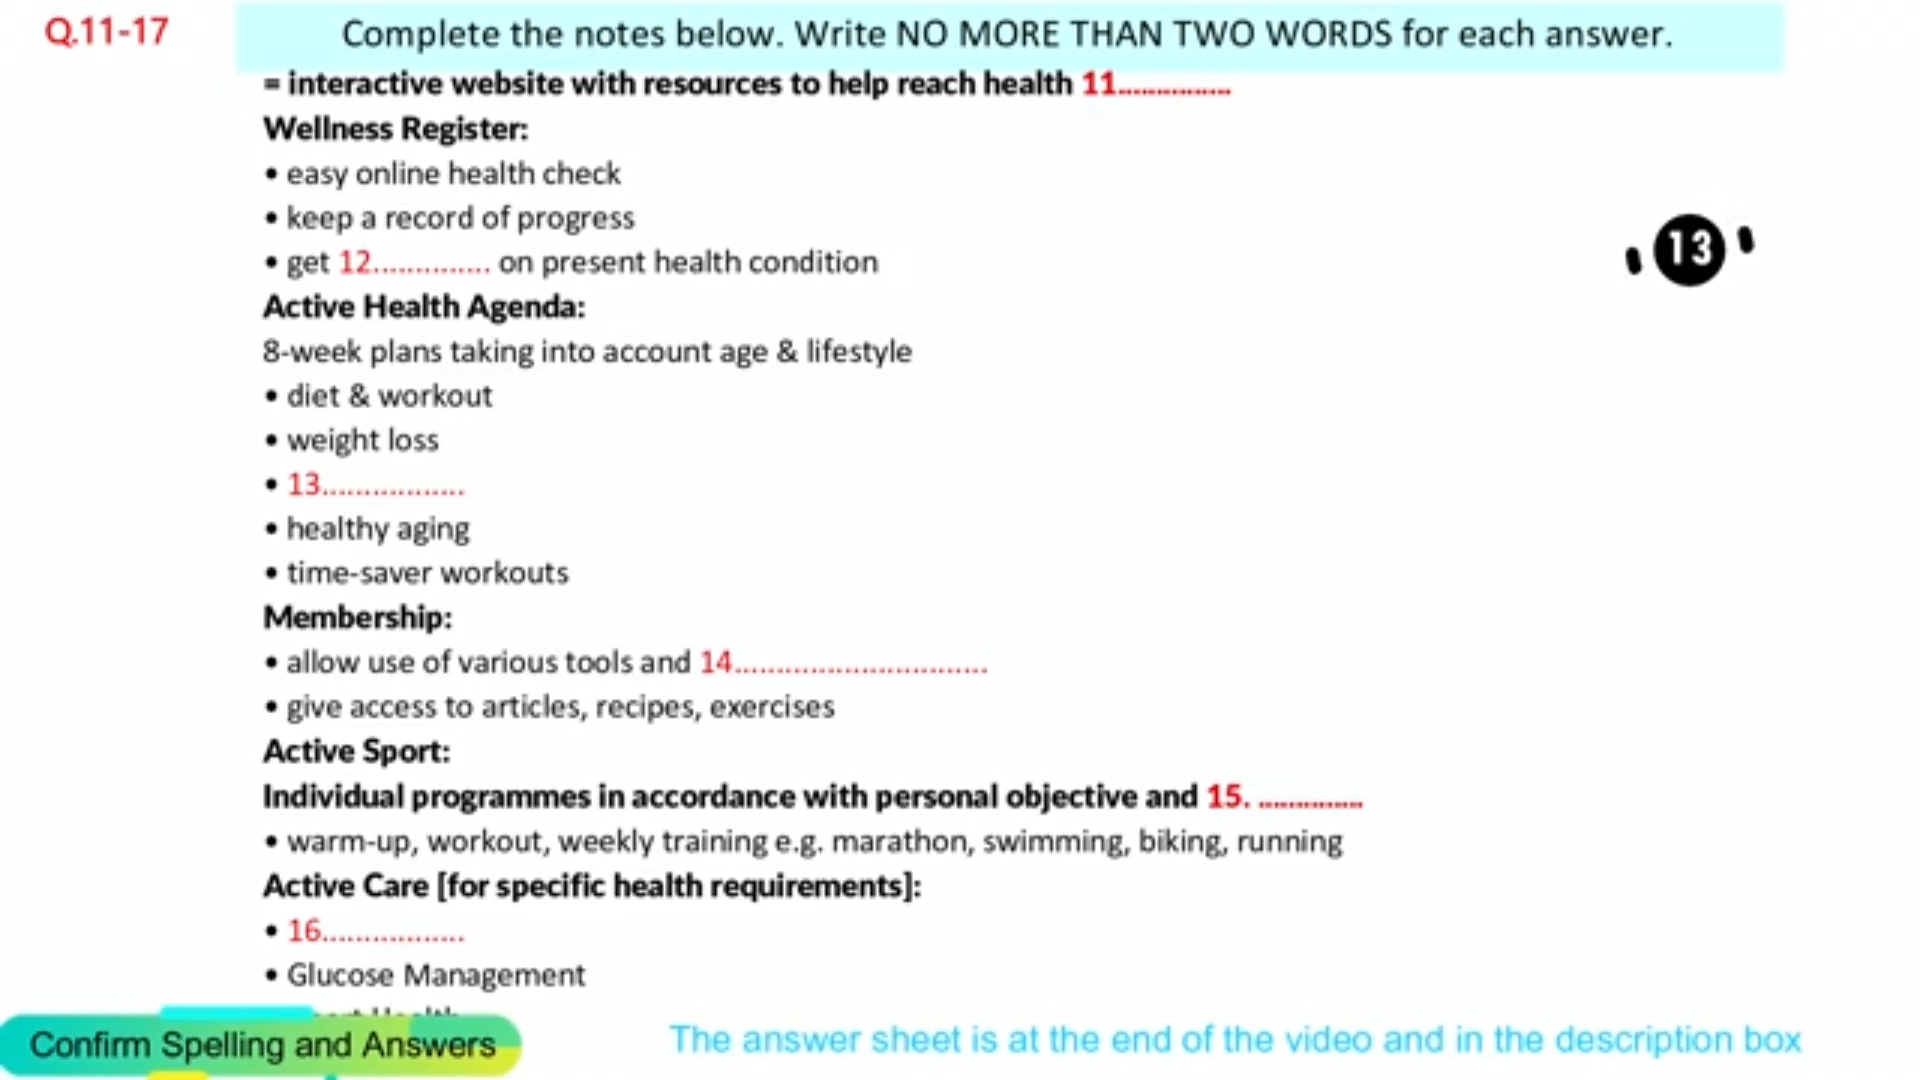 Q.11-17
Complete the notes below. Write NO MORE THAN TWO WORDS for each answer.
= interactive website with resources to help reach health 11...............
Wellness Register:
• easy online health check
• keep a record of progress
• get 12.............. on present health condition
13
Active Health Agenda:
8-week plans taking into account age & lifestyle
• diet & workout
• weight loss
• 13.................
• healthy aging
• time-saver workouts
Membership:
• allow use of various tools and 14..............................
• give access to articles, recipes, exercises
Active Sport:
Individual programmes in accordance with personal objective and 15. ..............
• warm-up, workout, weekly training e.g. marathon, swimming, biking, running
Active Care [for specific health requirements]:
• 16.................
• Glucose Management
Health
Confirm Spelling and Answers
The answer sheet is at the end of the video and in the description box